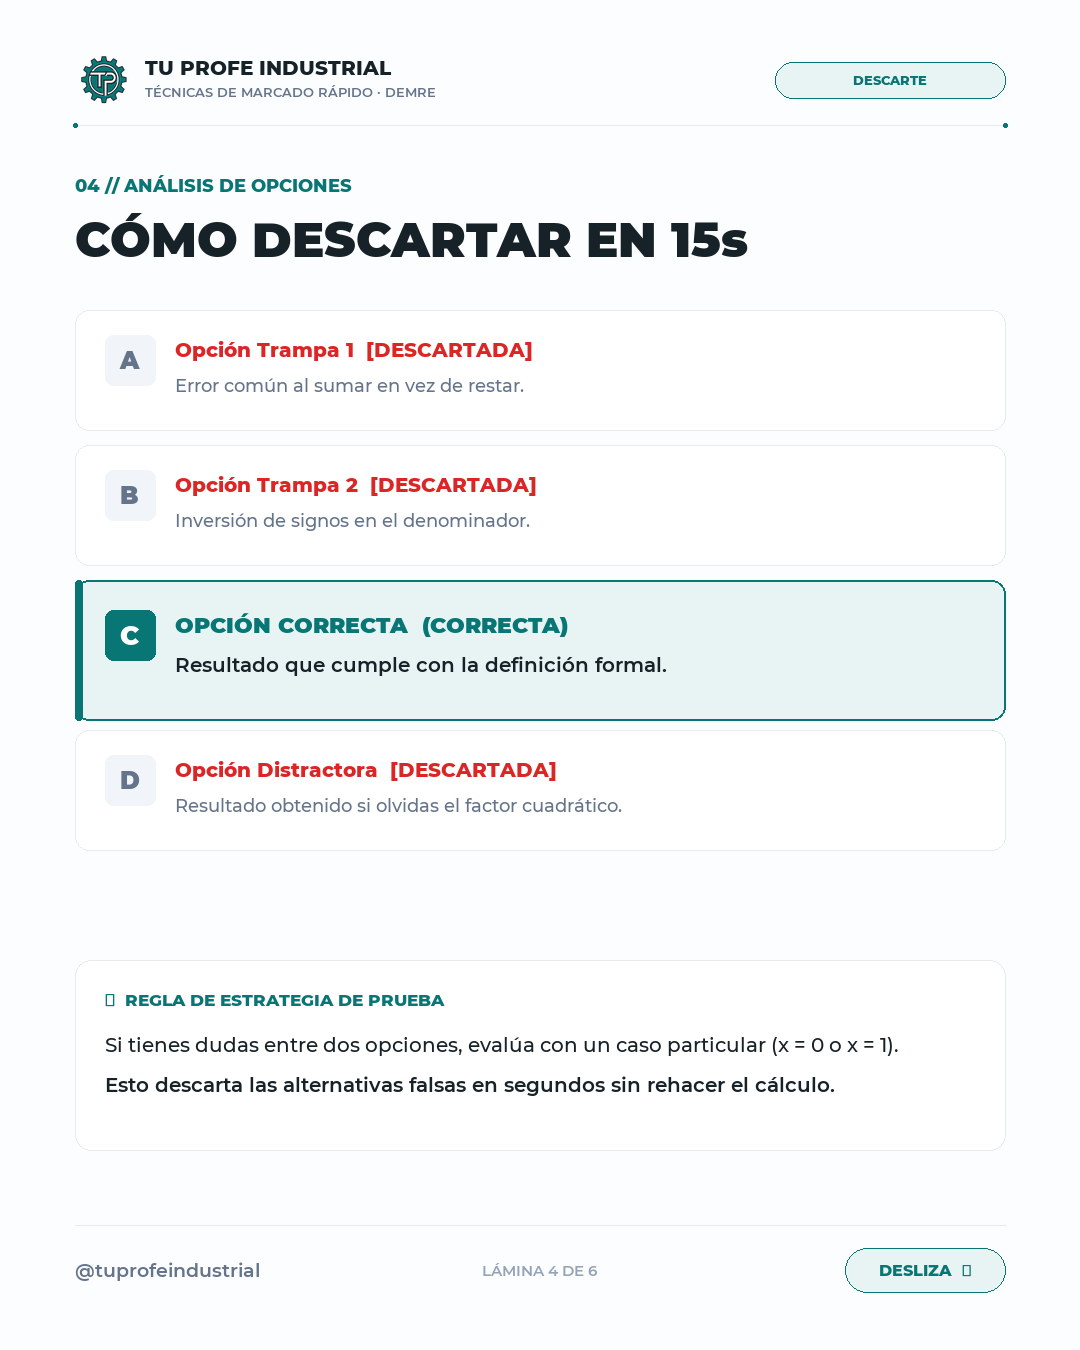 TU PROFE INDUSTRIAL
TÉCNICAS DE MARCADO RÁPIDO · DEMRE
DESCARTE
04 // ANÁLISIS DE OPCIONES
CÓMO DESCARTAR EN 15s
A
Opción Trampa 1 [DESCARTADA]
Error común al sumar en vez de restar.
B
Opción Trampa 2 [DESCARTADA]
Inversión de signos en el denominador.
C
OPCIÓN CORRECTA (CORRECTA)
Resultado que cumple con la definición formal.
D
Opción Distractora [DESCARTADA]
Resultado obtenido si olvidas el factor cuadrático.
REGLA DE ESTRATEGIA DE PRUEBA
Si tienes dudas entre dos opciones, evalúa con un caso particular (x = 0 o x = 1).
Esto descarta las alternativas falsas en segundos sin rehacer el cálculo.
@tuprofeindustrial
LÁMINA 4 DE 6
DESLIZA